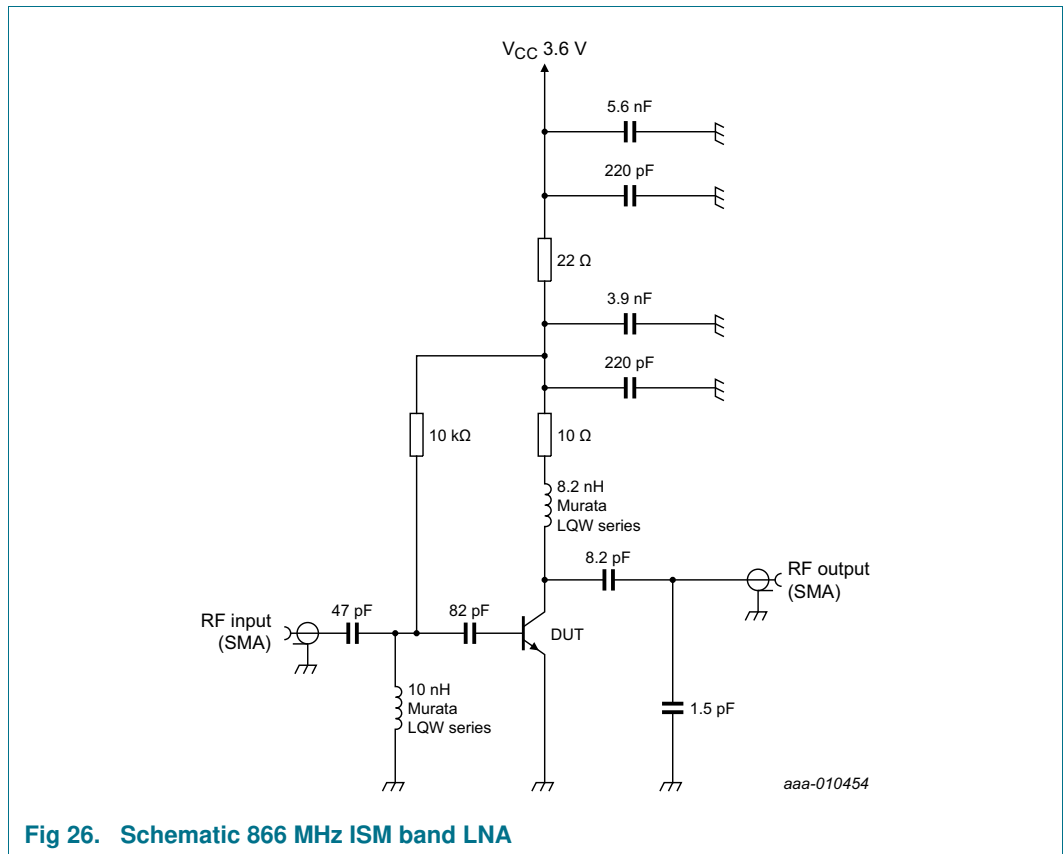 VCC 3.6 V
5.6 nF
220 pF
22 Ω
3.9 nF
220 pF
10 kΩ
10 Ω
8.2 nH
Murata
LQW series
8.2 pF
RF output
(SMA)
RF input
(SMA)
47 pF
82 pF
DUT
10 nH
Murata
LQW series
1.5 pF
aaa-010454
Fig 26. Schematic 866 MHz ISM band LNA